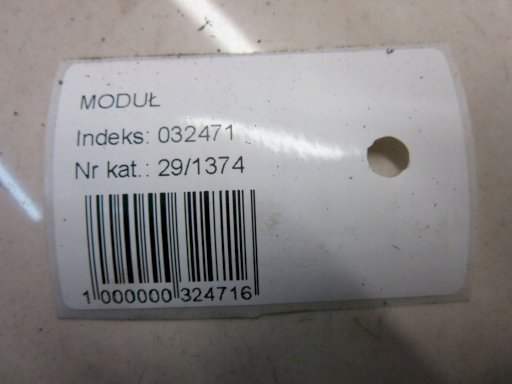 MODUŁ
Indeks: 032471
Nr kat.: 29/1374
1 000000 324716